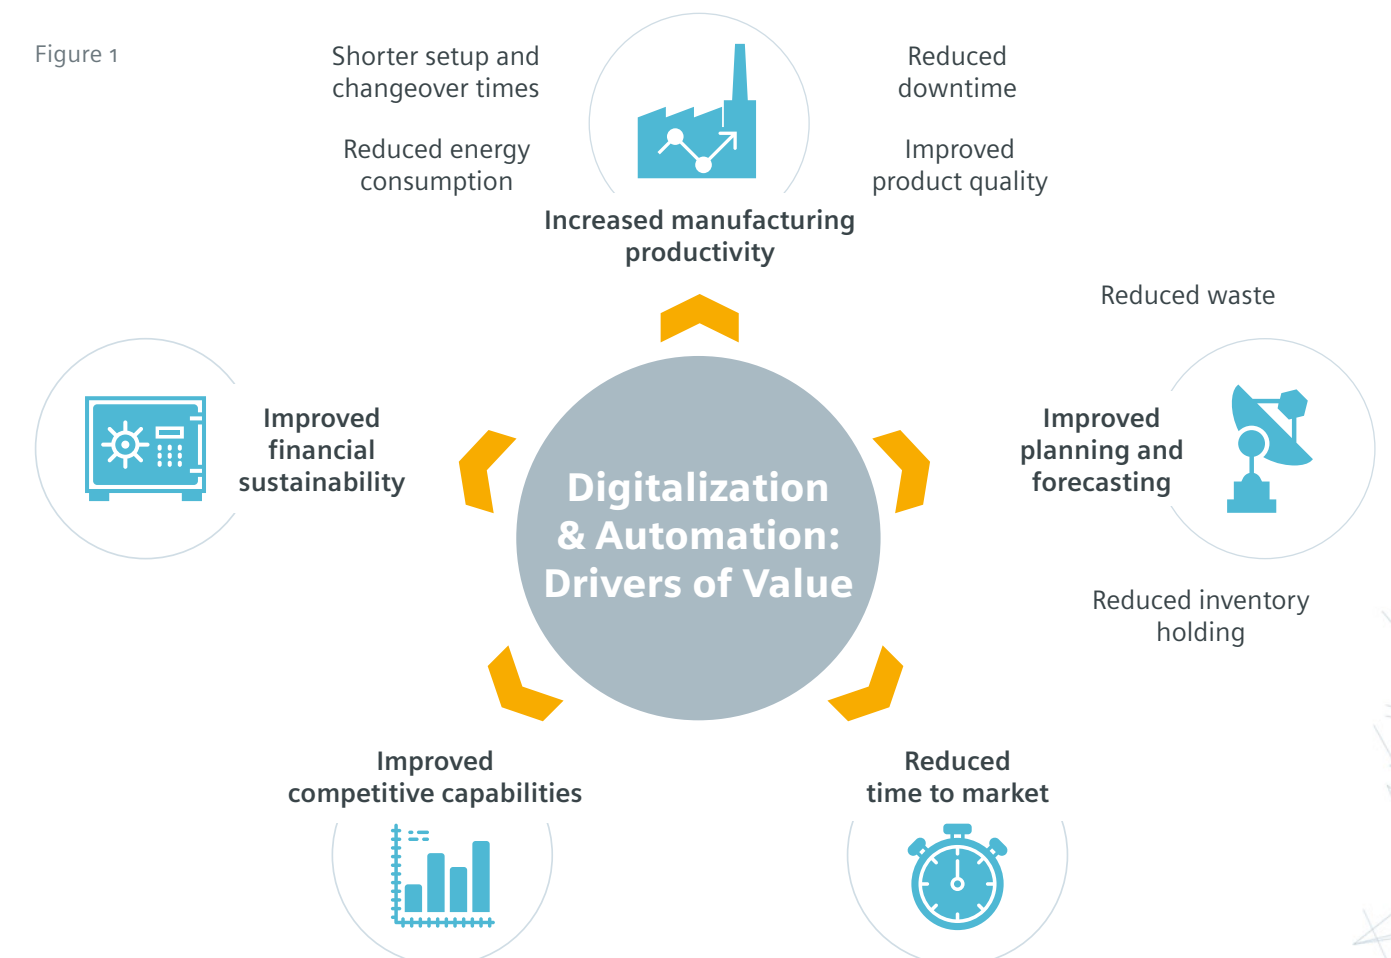 Figure 1
Shorter setup and
changeover times
Reduced energy
consumption
Reduced
downtime
Improved
product quality
Increased manufacturing
productivity
Reduced waste
Improved
financial
sustainability
Improved
planning and
forecasting
Digitalization
& Automation:
Drivers of Value
Reduced inventory
holding
Improved
competitive capabilities
Reduced
time to market